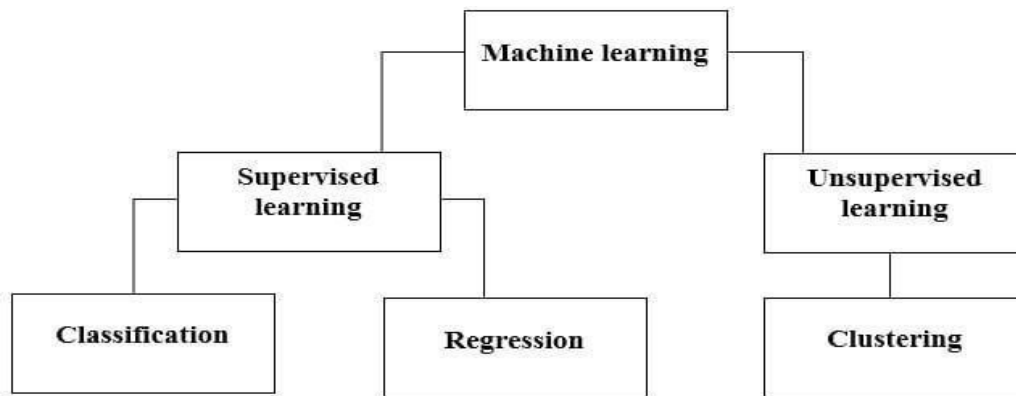 Machine learning
Supervised
learning
Unsupervised
learning
Classification
Regression
Clustering